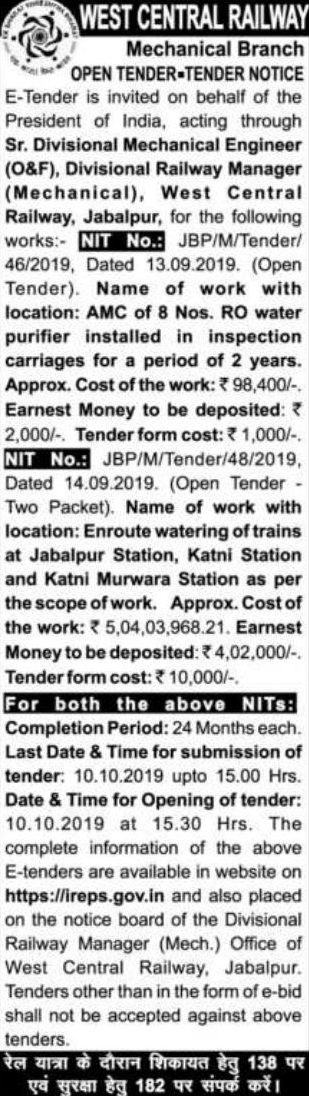 WEST CENTRAL RAILWAY
Mechanical Branch
OPEN TENDER-TENDER NOTICE
E-Tender is invited on behalf of the
President of India, acting through
Sr. Divisional Mechanical Engineer
(O&F), Divisional Railway Manager
(Mechanical), West Central
Railway, Jabalpur, for the following
works:- NIT No.: JBP/M/Tender/
46/2019, Dated 13.09.2019. (Open
Tender). Name of work with
location: AMC of 8 Nos. RO water
purifier installed in inspection
carriages for a period of 2 years.
Approx. Cost of the work: ₹ 98,400/-.
Earnest Money to be deposited: ₹
2,000/-. Tender form cost: ₹ 1,000/-.
NIT No.: JBP/M/Tender/48/2019,
Dated 14.09.2019. (Open Tender -
Two Packet). Name of work with
location: Enroute watering of trains
at Jabalpur Station, Katni Station
and Katni Murwara Station as per
the scope of work. Approx. Cost of
the work: ₹ 5,04,03,968.21. Earnest
Money to be deposited: ₹ 4,02,000/-.
Tender form cost: ₹ 10,000/-.
For both the above NITs:
Completion Period: 24 Months each.
Last Date & Time for submission of
tender: 10.10.2019 upto 15.00 Hrs.
Date & Time for Opening of tender:
10.10.2019 at 15.30 Hrs. The
complete information of the above
E-tenders are available in website on
https://ireps.gov.in and also placed
on the notice board of the Divisional
Railway Manager (Mech.) Office of
West Central Railway, Jabalpur.
Tenders other than in the form of e-bid
shall not be accepted against above
tenders.
रेल यात्रा के दौरान शिकायत हेतु 138 पर
एवं सुरक्षा हेतु 182 पर संपर्क करें।